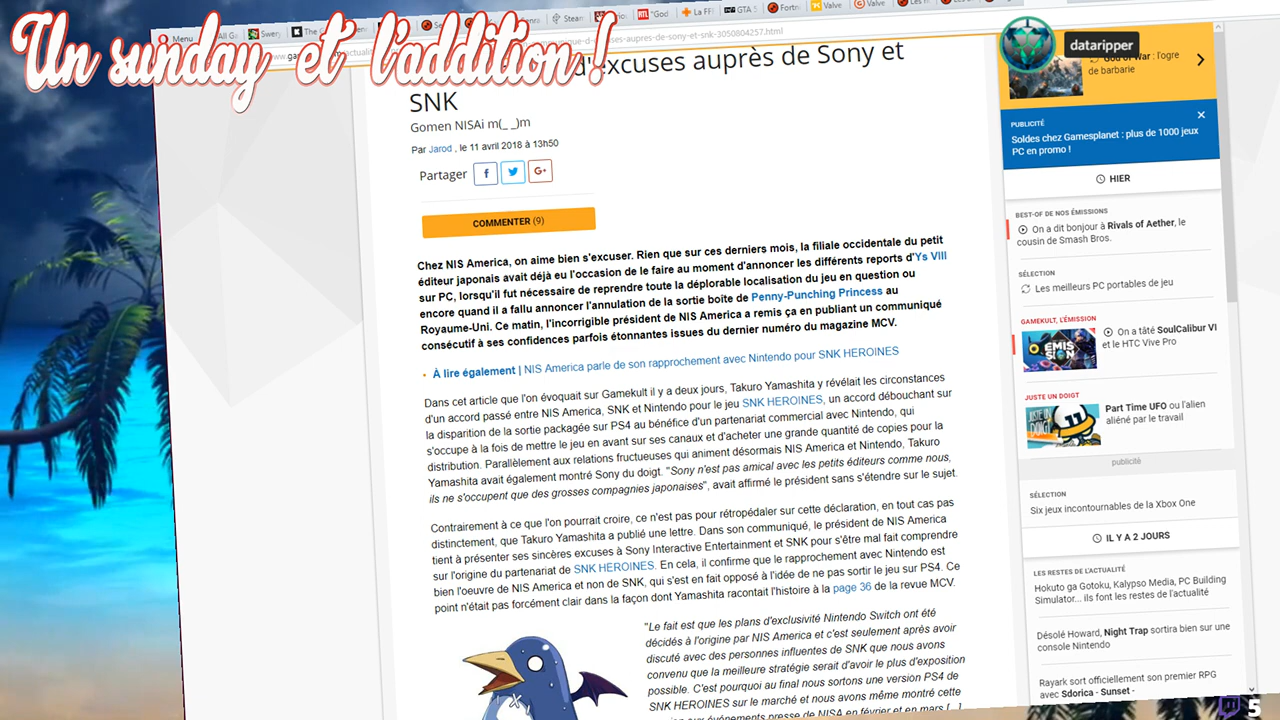 Un sunday et l'addition !
Menu
Swer
The C
Steam
"God
La FF
GTA S
Fortn
Valve
Valve
d-excuses-aupres-de-sony-et-snk-3050804257.html
d'excuses auprès de Sony et
SNK
Gomen NISAi m(_ _)m
Par Jarod , le 11 avril 2018 à 13h50
Partager
f
G+
COMMENTER (9)
Chez NIS America, on aime bien s'excuser. Rien que sur ces derniers mois, la filiale occidentale du petit
éditeur japonais avait déjà eu l'occasion de le faire au moment d'annoncer les différents reports d'Ys VIII
sur PC, lorsqu'il fut nécessaire de reprendre toute la déplorable localisation du jeu en question ou
encore quand il a fallu annoncer l'annulation de la sortie boite de Penny-Punching Princess au
Royaume-Uni. Ce matin, l'incorrigible président de NIS America a remis ça en publiant un communiqué
consécutif à ses confidences parfois étonnantes issues du dernier numéro du magazine MCV.
À lire également | NIS America parle de son rapprochement avec Nintendo pour SNK HEROINES
Dans cet article que l'on évoquait sur Gamekult il y a deux jours, Takuro Yamashita y révélait les circonstances
d'un accord passé entre NIS America, SNK et Nintendo pour le jeu SNK HEROINES, un accord débouchant sur
la disparition de la sortie packagée sur PS4 au bénéfice d'un partenariat commercial avec Nintendo, qui
s'occupe à la fois de mettre le jeu en avant sur ses canaux et d'acheter une grande quantité de copies pour la
distribution. Parallèlement aux relations fructueuses qui animent désormais NIS America et Nintendo, Takuro
Yamashita avait également montré Sony du doigt. "Sony n'est pas amical avec les petits éditeurs comme nous,
ils ne s'occupent que des grosses compagnies japonaises", avait affirmé le président sans s'étendre sur le sujet.
Contrairement à ce que l'on pourrait croire, ce n'est pas pour rétropédaler sur cette déclaration, en tout cas pas
distinctement, que Takuro Yamashita a publié une lettre. Dans son communiqué, le président de NIS America
tient à présenter ses sincères excuses à Sony Interactive Entertainment et SNK pour s'être mal fait comprendre
sur l'origine du partenariat de SNK HEROINES. En cela, il confirme que le rapprochement avec Nintendo est
bien l'oeuvre de NIS America et non de SNK, qui s'est en fait opposé à l'idée de ne pas sortir le jeu sur PS4. Ce
point n'était pas forcément clair dans la façon dont Yamashita racontait l'histoire à la page 36 de la revue MCV.
"Le fait est que les plans d'exclusivité Nintendo Switch ont été
décidés à l'origine par NIS America et c'est seulement après avoir
discuté avec des personnes influentes de SNK que nous avons
convenu que la meilleure stratégie serait d'avoir le plus d'exposition
possible. C'est pourquoi au final nous sortons une version PS4 de
SNK HEROINES sur le marché et nous avons même montré cette
événements presse de NISA en février et en mars [...]
dataripper
God of War : l'ogre
de barbarie
PUBLICITÉ
Soldes chez Gamesplanet : plus de 1000 jeux
PC en promo !
HIER
BEST-OF DE NOS ÉMISSIONS
On a dit bonjour à Rivals of Aether, le
cousin de Smash Bros.
SÉLECTION
Les meilleurs PC portables de jeu
GAMEKULT, L'ÉMISSION
EMIS
SION
On a tâté SoulCalibur VI
et le HTC Vive Pro
JUSTE UN DOIGT
JUSTE UN
DOIGT
Part Time UFO ou l'alien
aliéné par le travail
publicité
SÉLECTION
Six jeux incontournables de la Xbox One
IL Y A 2 JOURS
LES RESTES DE L'ACTUALITÉ
Hokuto ga Gotoku, Kalypso Media, PC Building
Simulator... ils font les restes de l'actualité
Désolé Howard, Night Trap sortira bien sur une
console Nintendo
Rayark sort officiellement son premier RPG
avec Sdorica - Sunset -
5